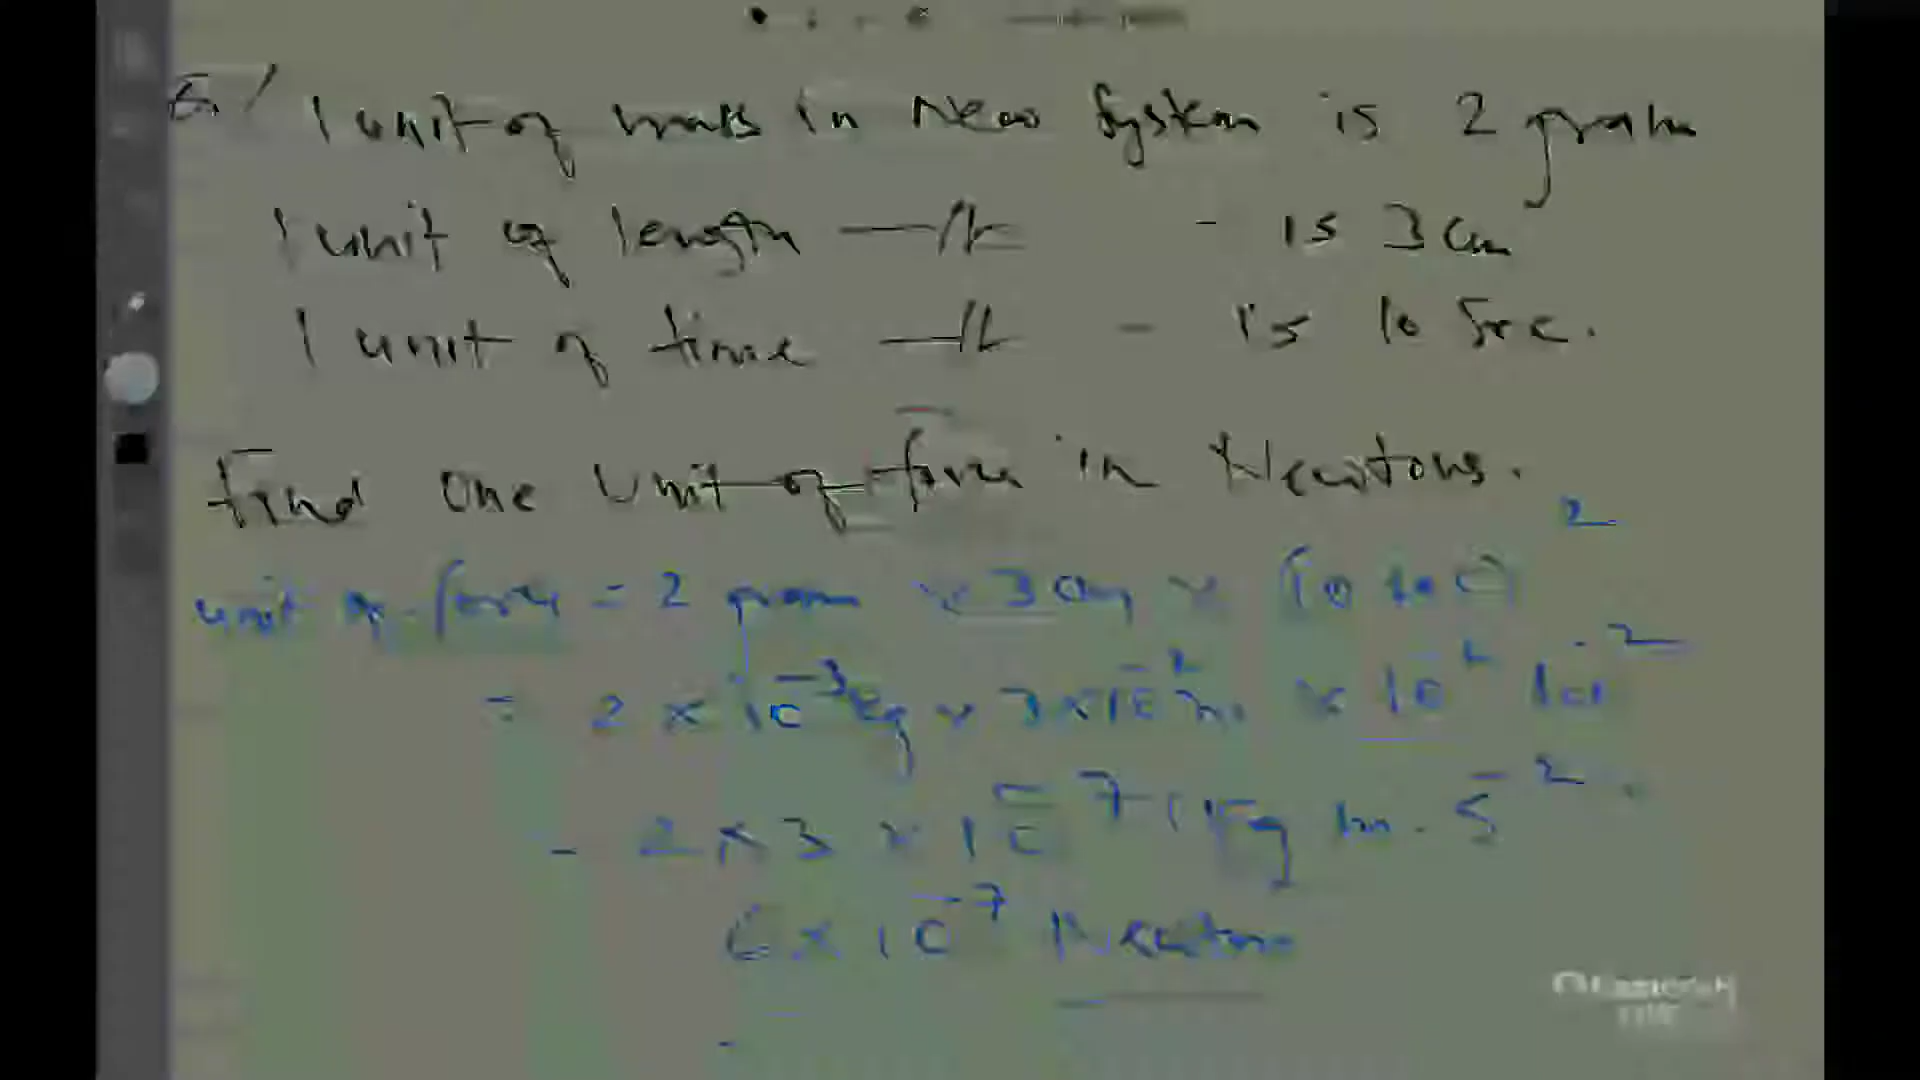 1 unit of mass in New System is 2 gram
1 unit of length —//— - is 3 cm
1 unit of time —//— - is 10 Sec.
Find one unit of force in Newtons.
unit of force = 2 gram × 3 cm × (10 sec)²
= 2 × 10⁻³ kg × 3×10⁻² m × 10⁻² ⁻²
= 2 × 3 × 10⁻⁷ kg m. s⁻²
6 × 10⁻⁷ Newton